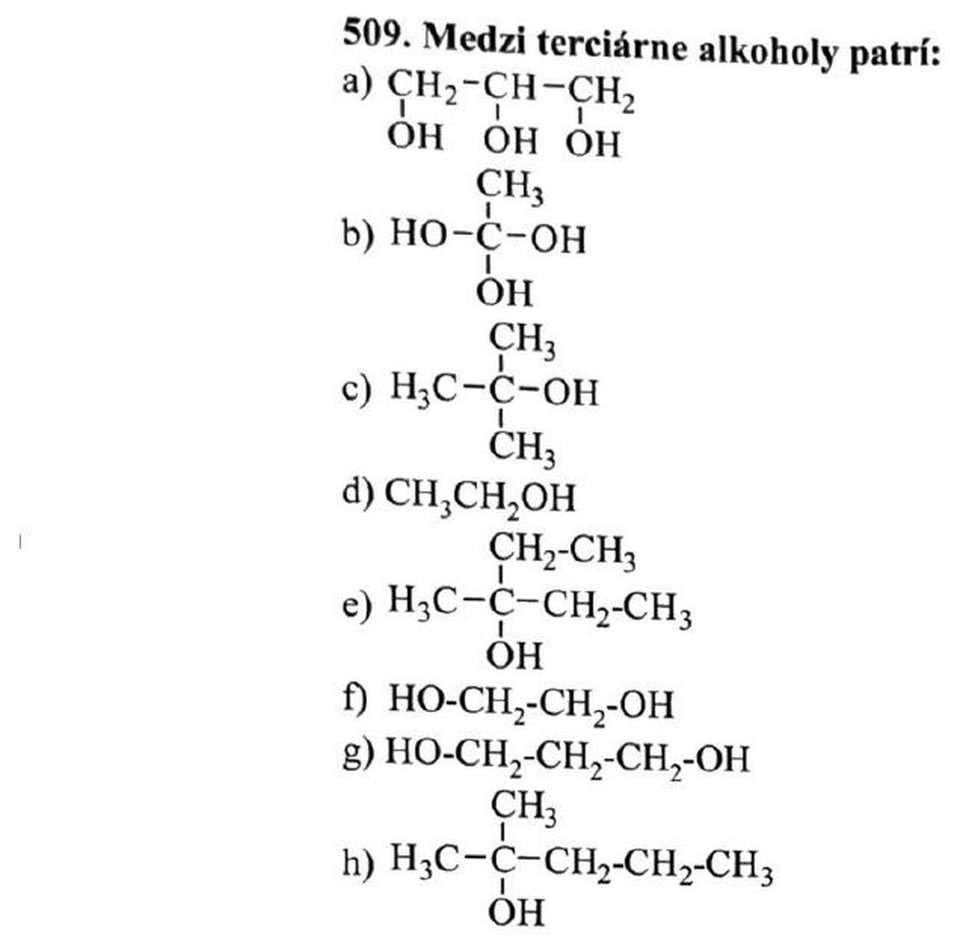 509. Medzi terciárne alkoholy patrí:
a) CH₂-CH-CH₂
OH OH OH
CH₃
b) HO-C-OH
OH
CH₃
c) H₃C-C-OH
CH₃
d) CH₃CH₂OH
CH₂-CH₃
e) H₃C-C-CH₂-CH₃
OH
f) HO-CH₂-CH₂-OH
g) HO-CH₂-CH₂-CH₂-OH
CH₃
h) H₃C-C-CH₂-CH₂-CH₃
OH